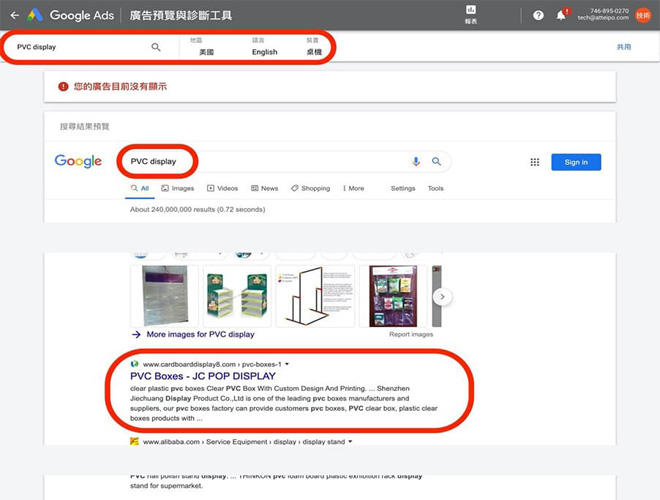 Google Ads 廣告預覽與診斷工具 報表 746-895-0270
tech@atteipo.com 技術
PVC display 地區 語言 裝置
美國 English 桌機 共用
您的廣告目前沒有顯示
搜尋結果預覽
Google PVC display Sign in
All Images Videos News Shopping More Settings Tools
About 240,000,000 results (0.72 seconds)
More images for PVC display Report images
www.cardboarddisplay8.com › pvc-boxes-1
PVC Boxes - JC POP DISPLAY
clear plastic pvc boxes Clear PVC Box With Custom Design And Printing. ... Shenzhen
Jiechuang Display Product Co.,Ltd is one of the leading pvc boxes manufacturers and
suppliers, our pvc boxes factory can provide customers pvc boxes, PVC clear box, plastic clear
boxes products with ...
www.alibaba.com › Service Equipment › display › display stand
PVC nail polish stand display. ... THINKON pvc foam board plastic exhibition rack display
stand for supermarket.